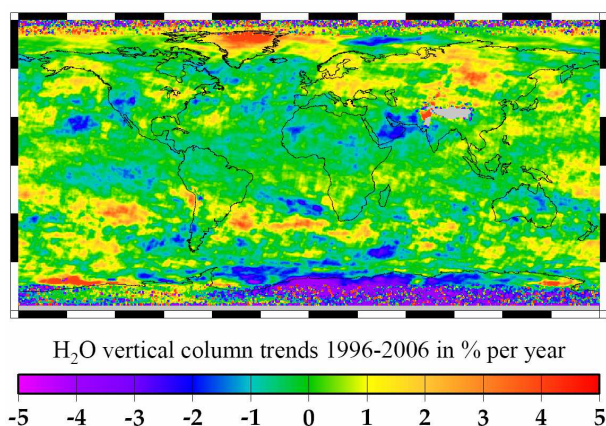 H₂O vertical column trends 1996-2006 in % per year
-5 -4 -3 -2 -1 0 1 2 3 4 5